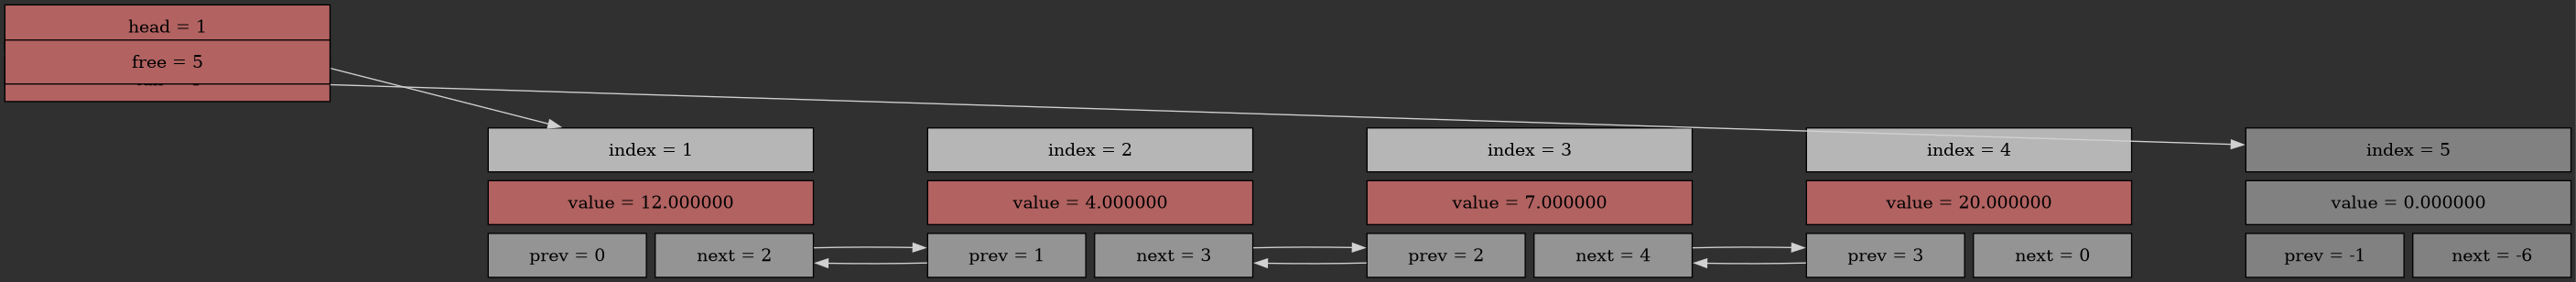 head = 1
free = 5
index = 1
index = 2
index = 3
index = 4
index = 5
value = 12.000000
value = 4.000000
value = 7.000000
value = 20.000000
value = 0.000000
prev = 0
next = 2
prev = 1
next = 3
prev = 2
next = 4
prev = 3
next = 0
prev = -1
next = -6